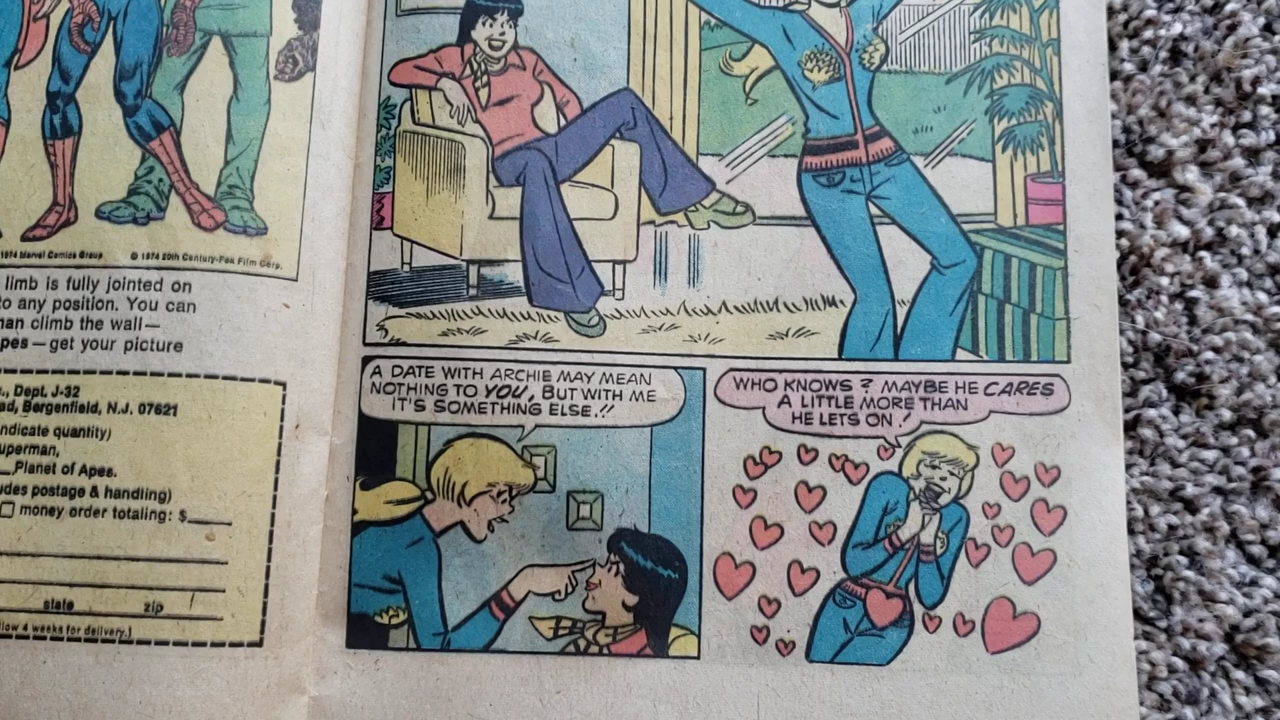 1974 Marvel Comics Group © 1974 20th Century-Fox Film Corp.
limb is fully jointed on
to any position. You can
man climb the wall—
pes—get your picture
., Dept. J-32
ad, Bergenfield, N.J. 07621
ndicate quantity)
uperman,
Planet of Apes.
udes postage & handling)
money order totaling: $
state zip
llow 4 weeks for delivery.)
A DATE WITH ARCHIE MAY MEAN
NOTHING TO YOU, BUT WITH ME
IT'S SOMETHING ELSE.!!
WHO KNOWS? MAYBE HE CARES
A LITTLE MORE THAN
HE LETS ON.!